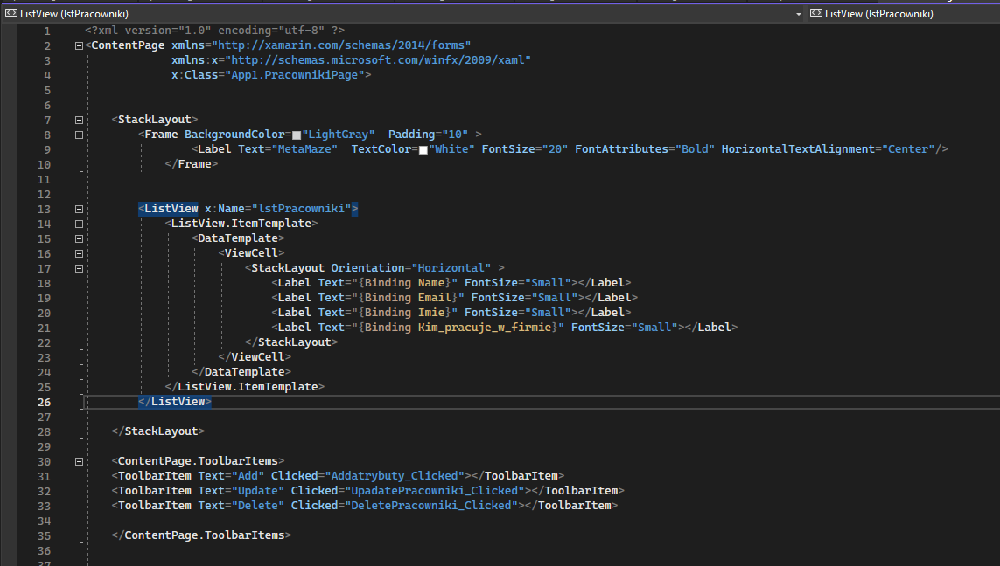 ListView (lstPracowniki) ListView (lstPracowniki)
1 <?xml version="1.0" encoding="utf-8" ?>
2 <ContentPage xmlns="http://xamarin.com/schemas/2014/forms"
3 xmlns:x="http://schemas.microsoft.com/winfx/2009/xaml"
4 x:Class="App1.PracownikiPage">
5
6
7 <StackLayout>
8 <Frame BackgroundColor="LightGray" Padding="10" >
9 <Label Text="MetaMaze" TextColor="White" FontSize="20" FontAttributes="Bold" HorizontalTextAlignment="Center"/>
10 </Frame>
11
12
13 <ListView x:Name="lstPracowniki">
14 <ListView.ItemTemplate>
15 <DataTemplate>
16 <ViewCell>
17 <StackLayout Orientation="Horizontal" >
18 <Label Text="{Binding Name}" FontSize="Small"></Label>
19 <Label Text="{Binding Email}" FontSize="Small"></Label>
20 <Label Text="{Binding Imie}" FontSize="Small"></Label>
21 <Label Text="{Binding Kim_pracuje_w_firmie}" FontSize="Small"></Label>
22 </StackLayout>
23 </ViewCell>
24 </DataTemplate>
25 </ListView.ItemTemplate>
26 </ListView>
27
28 </StackLayout>
29
30 <ContentPage.ToolbarItems>
31 <ToolbarItem Text="Add" Clicked="Addatrybuty_Clicked"></ToolbarItem>
32 <ToolbarItem Text="Update" Clicked="UpadatePracowniki_Clicked"></ToolbarItem>
33 <ToolbarItem Text="Delete" Clicked="DeletePracowniki_Clicked"></ToolbarItem>
34
35 </ContentPage.ToolbarItems>
36
37